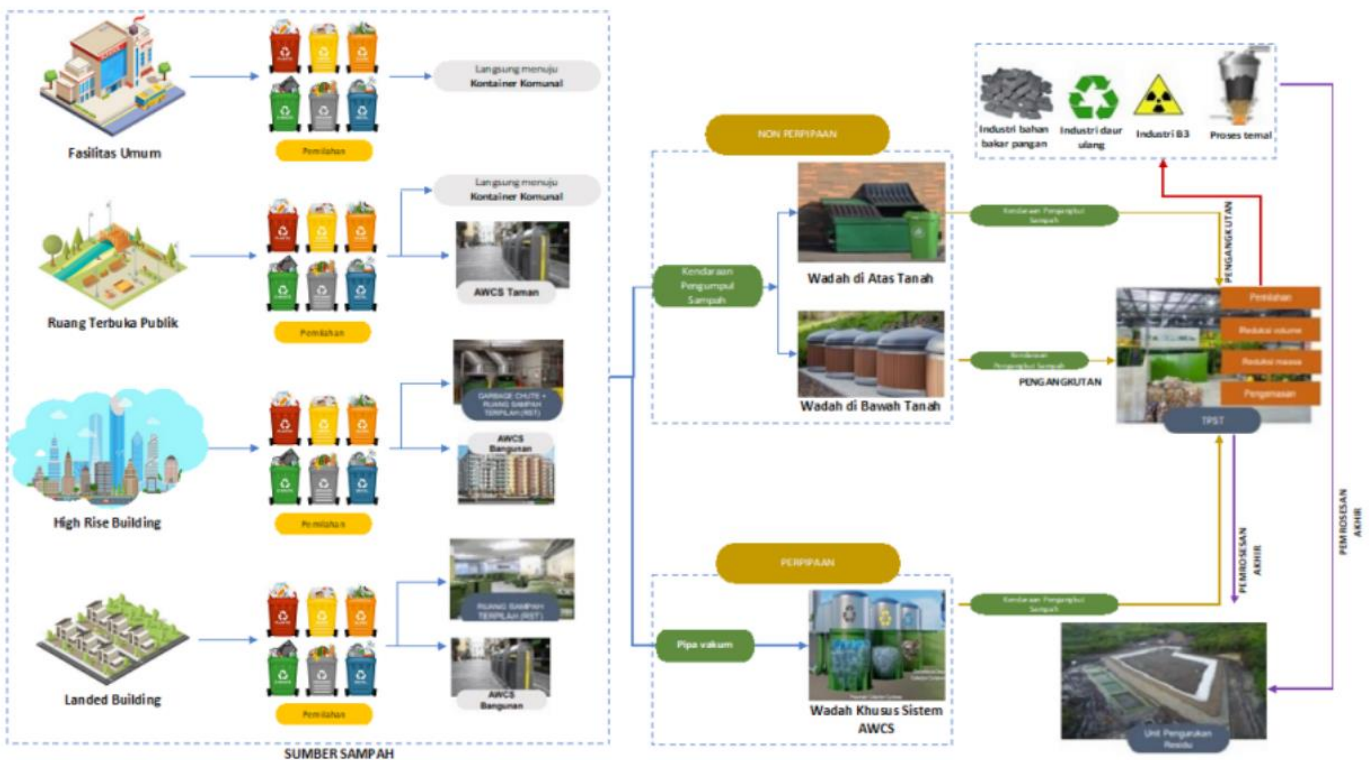 Fasilitas Umum
Pemilahan
Langsung menuju
Kontainer Komunal
Ruang Terbuka Publik
Pemilahan
Langsung menuju
Kontainer Komunal
AWCS Taman
High Rise Building
Pemilahan
GARBAGE CHUTE +
RUANG SAMPAH
TERPILAH (RST)
AWCS
Bangunan
Landed Building
Pemilahan
RUANG SAMPAH
TERPILAH (RST)
AWCS
Bangunan
SUMBER SAMPAH
NON PERPIPAAN
Kendaraan
Pengumpul
Sampah
Wadah di Atas Tanah
Wadah di Bawah Tanah
Kendaraan Pengangkut
Sampah
Kendaraan
Pengangkut Sampah
PENGANGKUTAN
PERPIPAAN
Pipa vakum
Wadah Khusus Sistem
AWCS
Kendaraan Pengangkut
Sampah
Industri bahan
bakar pangan
Industri daur
ulang
Industri B3
Proses temal
PENGANGKUTAN
Pemilahan
Reduksi volume
Reduksi massa
Pengemasan
TPST
PEMROSESAN
AKHIR
PEMROSESAN
AKHIR
Unit Pengurukan
Residu